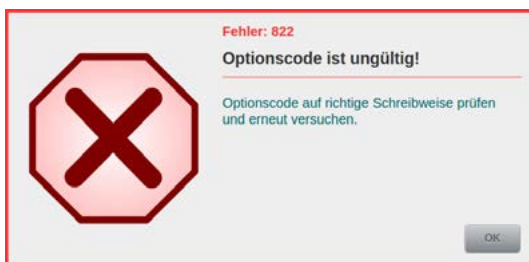 Fehler: 822
Optionscode ist ungültig!
Optionscode auf richtige Schreibweise prüfen
und erneut versuchen.
OK